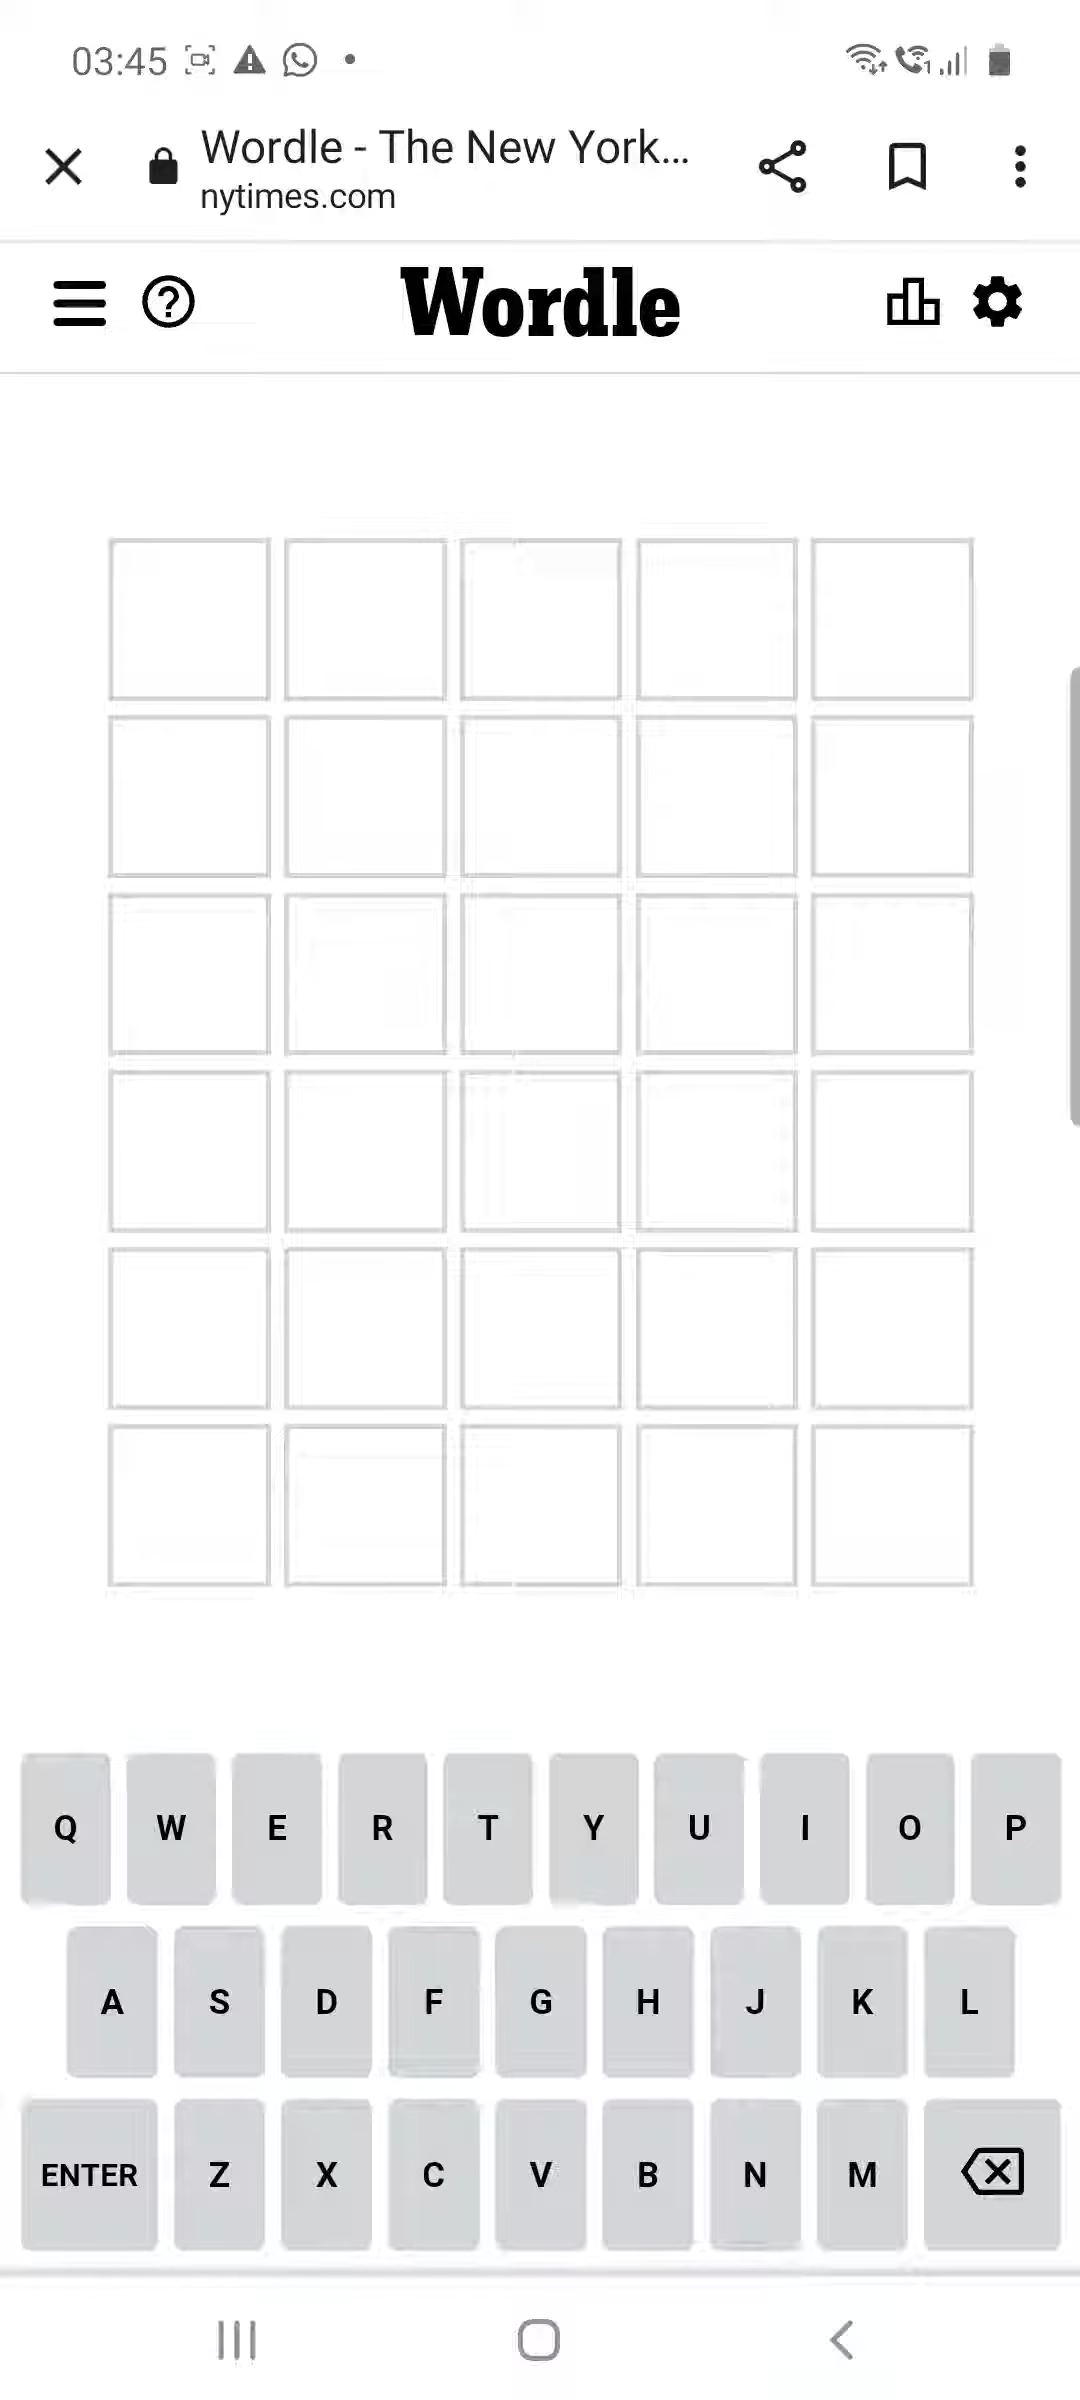 03:45
Wordle - The New York...
nytimes.com
Wordle
Q W E R T Y U I O P
A S D F G H J K L
ENTER Z X C V B N M